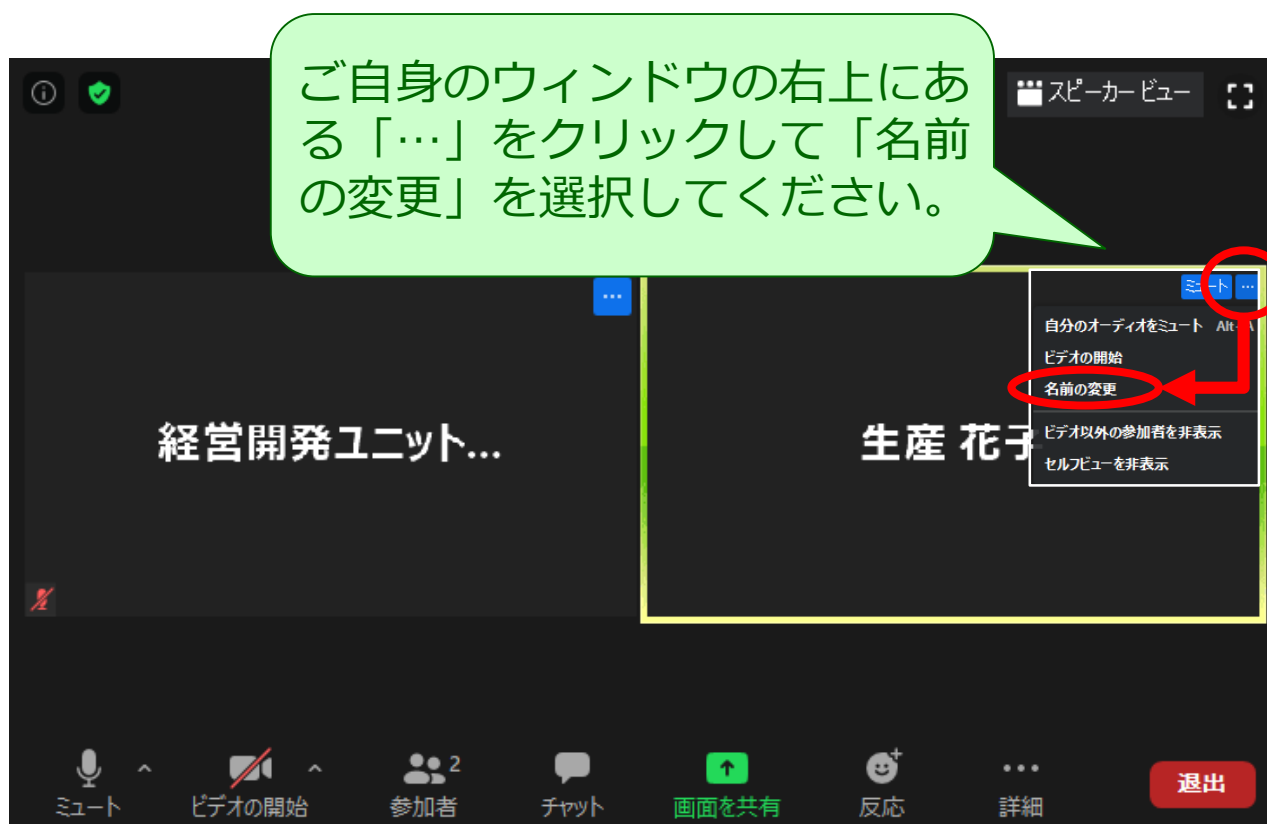 ご自身のウィンドウの右上にあ
る「…」をクリックして「名前
の変更」を選択してください。
スピーカー ビュー
...
ミュート ...
自分のオーディオをミュート
ビデオの開始
名前の変更
ビデオ以外の参加者を非表示
セルフビューを非表示
経営開発ユニット...
生産 花子
2
ミュート
ビデオの開始
参加者
チャット
画面を共有
反応
詳細
退出